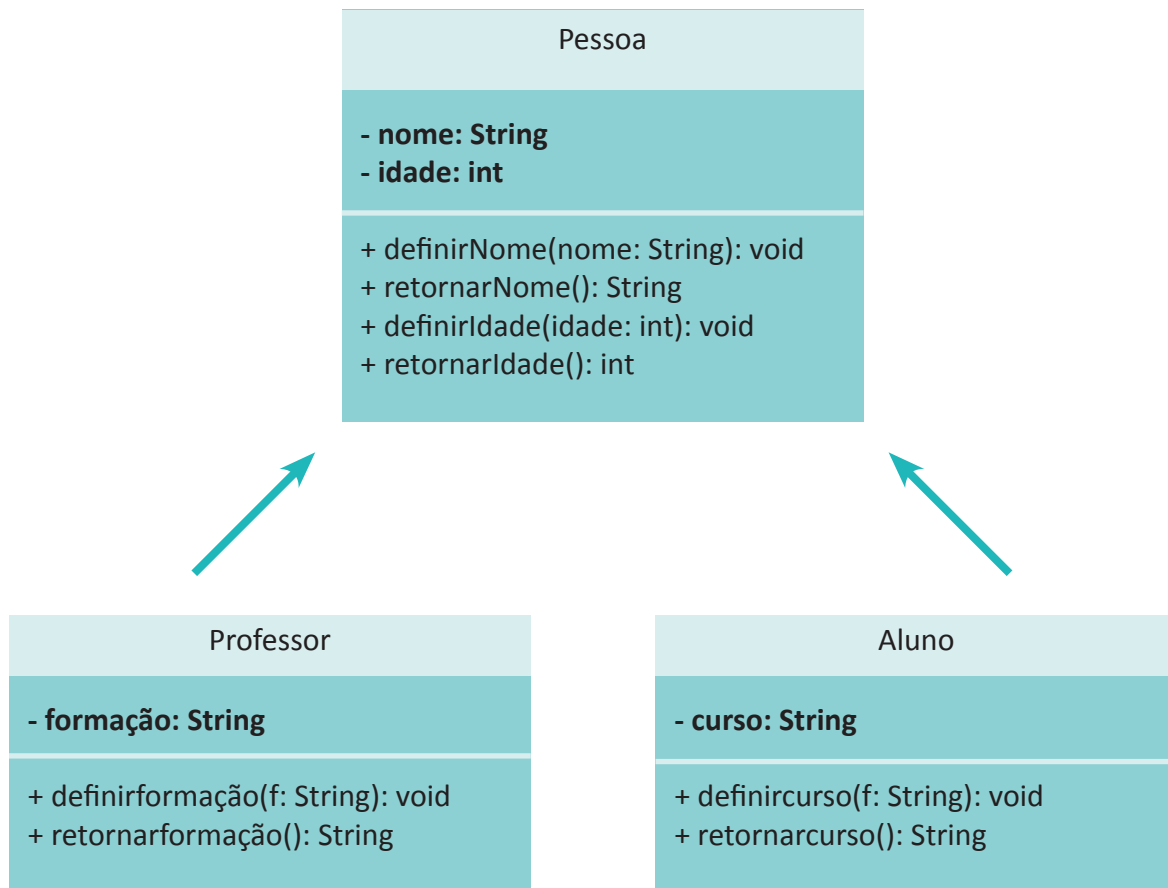 Pessoa
- nome: String
- idade: int
+ definirNome(nome: String): void
+ retornarNome(): String
+ definirIdade(idade: int): void
+ retornarIdade(): int
Professor
- formação: String
+ definirformação(f: String): void
+ retornarformação(): String
Aluno
- curso: String
+ definircurso(f: String): void
+ retornarcurso(): String